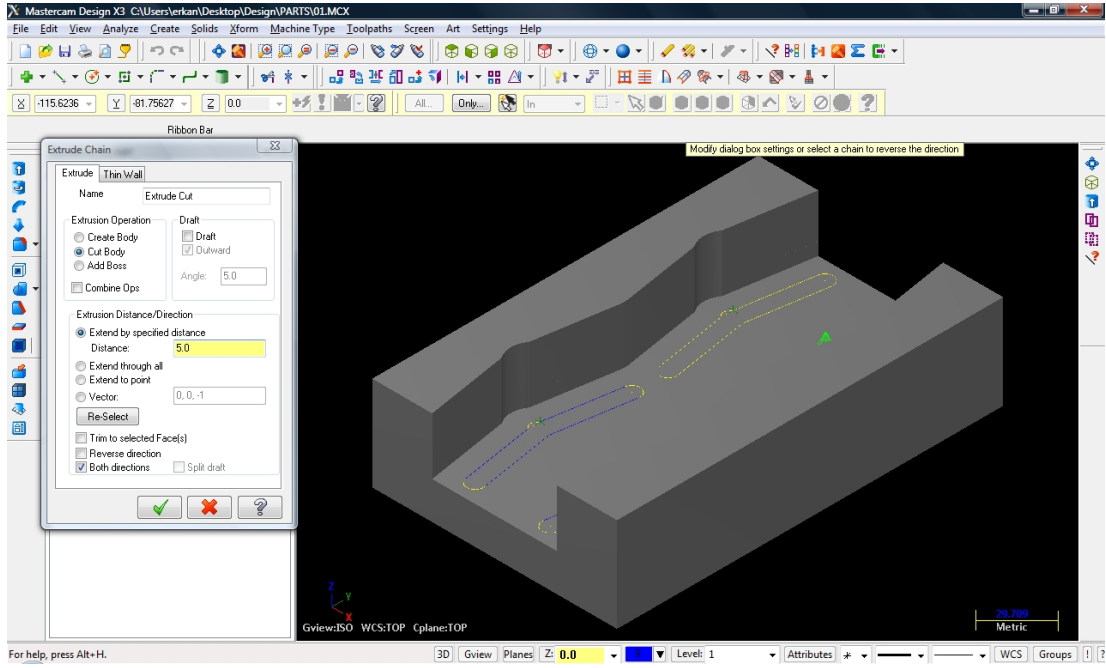 Mastercam Design X3 C:\Users\erkan\Desktop\Design\PARTS\01.MCX
File Edit View Analyze Create Solids Xform Machine Type Toolpaths Screen Art Settings Help
X -115.6236 Y -81.75627 Z 0.0 All... Only... In
Ribbon Bar
Extrude Chain
Modify dialog box settings or select a chain to reverse the direction
Extrude Thin Wall
Name Extrude Cut
Extrusion Operation Draft
Create Body Draft
Cut Body Outward
Add Boss
Angle: 5.0
Combine Ops
Extrusion Distance/Direction
Extend by specified distance
Distance: 5.0
Extend through all
Extend to point
Vector: 0, 0, -1
Re-Select
Trim to selected Face(s)
Reverse direction
Both directions Split draft
Z
Y
X
29.709
Metric
Gview:ISO WCS:TOP Cplane:TOP
For help, press Alt+H. 3D Gview Planes Z: 0.0 Level: 1 Attributes WCS Groups ! ?